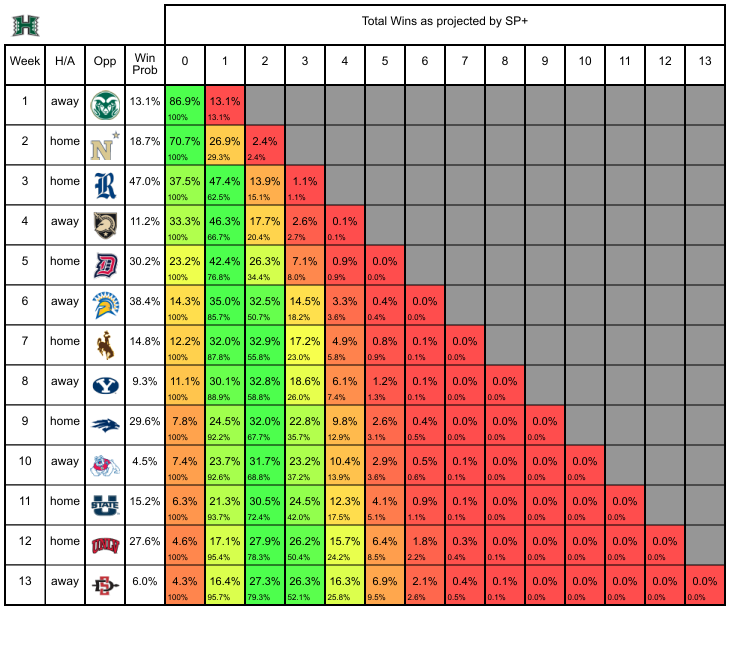 H
Total Wins as projected by SP+
Week H/A Opp Win Prob 0 1 2 3 4 5 6 7 8 9 10 11 12 13
1 away 13.1% 86.9% 13.1%
100% 13.1%
2 home N 18.7% 70.7% 26.9% 2.4%
100% 29.3% 2.4%
3 home R 47.0% 37.5% 47.4% 13.9% 1.1%
100% 62.5% 15.1% 1.1%
4 away 11.2% 33.3% 46.3% 17.7% 2.6% 0.1%
100% 66.7% 20.4% 2.7% 0.1%
5 home D 30.2% 23.2% 42.4% 26.3% 7.1% 0.9% 0.0%
100% 76.8% 34.4% 8.0% 0.9% 0.0%
6 away 38.4% 14.3% 35.0% 32.5% 14.5% 3.3% 0.4% 0.0%
100% 85.7% 50.7% 18.2% 3.6% 0.4% 0.0%
7 home 14.8% 12.2% 32.0% 32.9% 17.2% 4.9% 0.8% 0.1% 0.0%
100% 87.8% 55.8% 23.0% 5.8% 0.9% 0.1% 0.0%
8 away BYU 9.3% 11.1% 30.1% 32.8% 18.6% 6.1% 1.2% 0.1% 0.0% 0.0%
100% 88.9% 58.8% 26.0% 7.4% 1.3% 0.1% 0.0% 0.0%
9 home 29.6% 7.8% 24.5% 32.0% 22.8% 9.8% 2.6% 0.4% 0.0% 0.0% 0.0%
100% 92.2% 67.7% 35.7% 12.9% 3.1% 0.5% 0.0% 0.0% 0.0%
10 away 4.5% 7.4% 23.7% 31.7% 23.2% 10.4% 2.9% 0.5% 0.1% 0.0% 0.0% 0.0%
100% 92.6% 68.8% 37.2% 13.9% 3.6% 0.6% 0.1% 0.0% 0.0% 0.0%
11 home STATE 15.2% 6.3% 21.3% 30.5% 24.5% 12.3% 4.1% 0.9% 0.1% 0.0% 0.0% 0.0% 0.0%
100% 93.7% 72.4% 42.0% 17.5% 5.1% 1.1% 0.1% 0.0% 0.0% 0.0% 0.0%
12 home UNLV 27.6% 4.6% 17.1% 27.9% 26.2% 15.7% 6.4% 1.8% 0.3% 0.0% 0.0% 0.0% 0.0% 0.0%
100% 95.4% 78.3% 50.4% 24.2% 8.5% 2.2% 0.4% 0.1% 0.0% 0.0% 0.0% 0.0%
13 away SD 6.0% 4.3% 16.4% 27.3% 26.3% 16.3% 6.9% 2.1% 0.4% 0.1% 0.0% 0.0% 0.0% 0.0% 0.0%
100% 95.7% 79.3% 52.1% 25.8% 9.5% 2.6% 0.5% 0.1% 0.0% 0.0% 0.0% 0.0% 0.0%